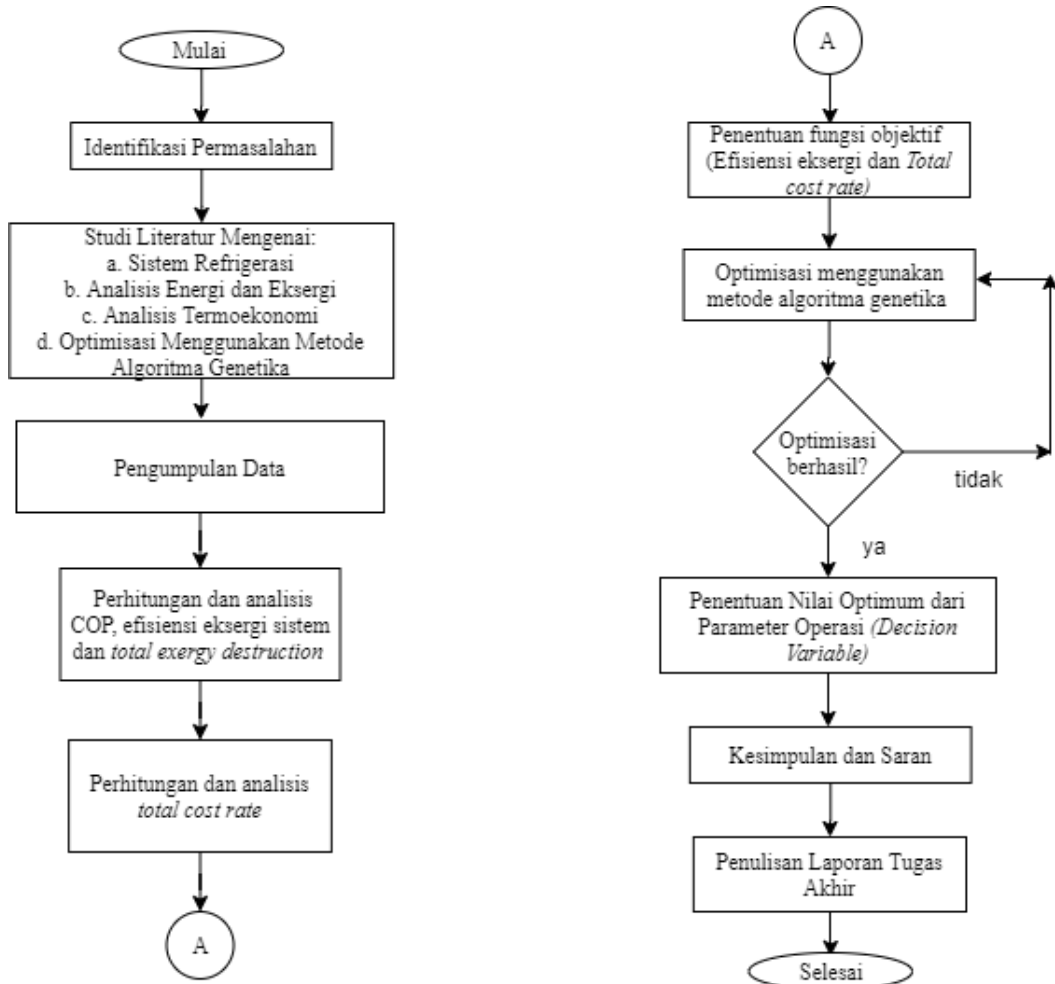 Mulai
Identifikasi Permasalahan
Studi Literatur Mengenai:
a. Sistem Refrigerasi
b. Analisis Energi dan Eksergi
c. Analisis Termoekonomi
d. Optimisasi Menggunakan Metode
Algoritma Genetika
Pengumpulan Data
Perhitungan dan analisis
COP, efisiensi eksergi sistem
dan total exergy destruction
Perhitungan dan analisis
total cost rate
A
A
Penentuan fungsi objektif
(Efisiensi eksergi dan Total
cost rate)
Optimisasi menggunakan
metode algoritma genetika
Optimisasi
berhasil?
tidak
ya
Penentuan Nilai Optimum dari
Parameter Operasi (Decision
Variable)
Kesimpulan dan Saran
Penulisan Laporan Tugas
Akhir
Selesai